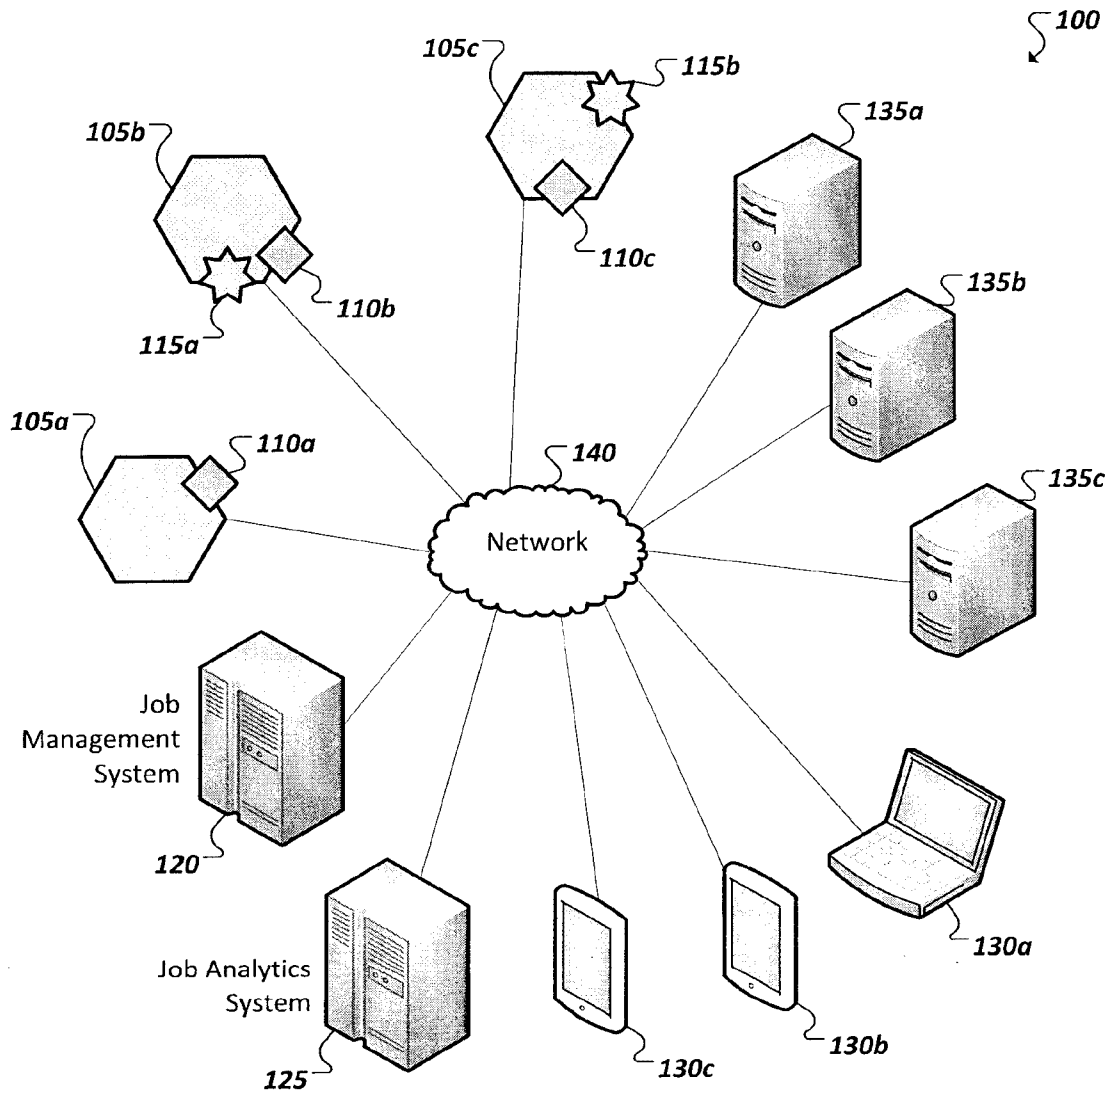 100
105c
115b
135a
105b
110c
135b
110b
115a
105a
110a
140
135c
Network
Job
Management
System
120
130a
Job Analytics
System
130b
130c
125